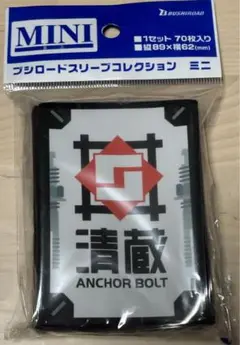 MINI
BUSHIROAD
■1セット 70枚入り
■縦89×横62(mm)
ブシロードスリーブコレクション ミニ
清蔵
ANCHOR BOLT